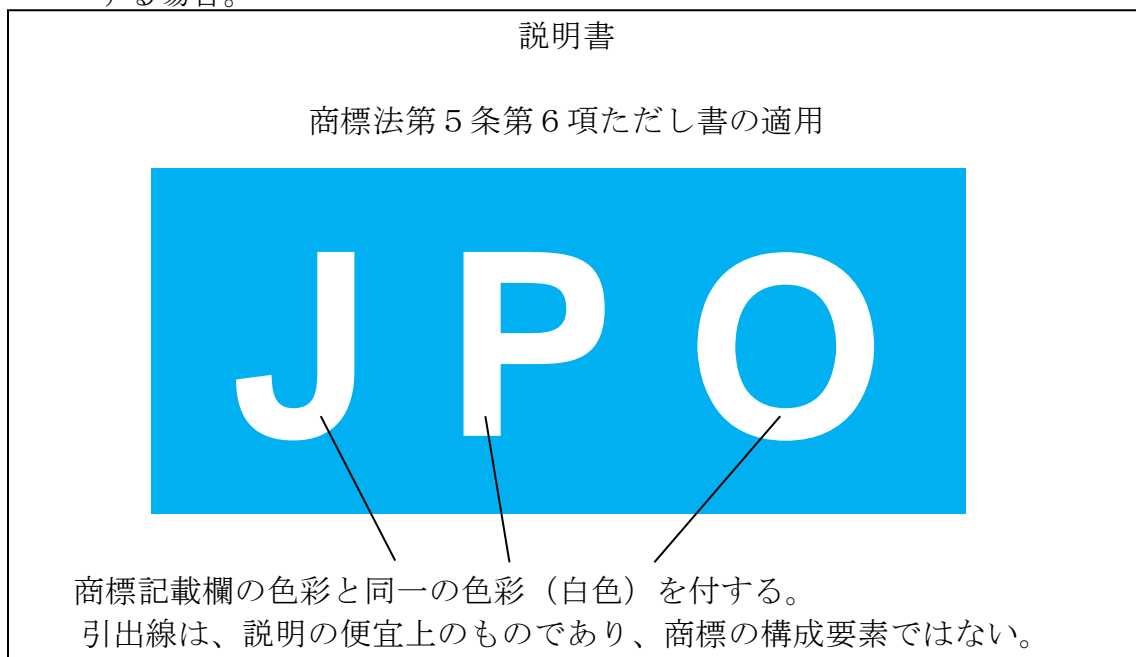 する場合。
説明書
商標法第５条第６項ただし書の適用
J P O
商標記載欄の色彩と同一の色彩（白色）を付する。
引出線は、説明の便宜上のものであり、商標の構成要素ではない。